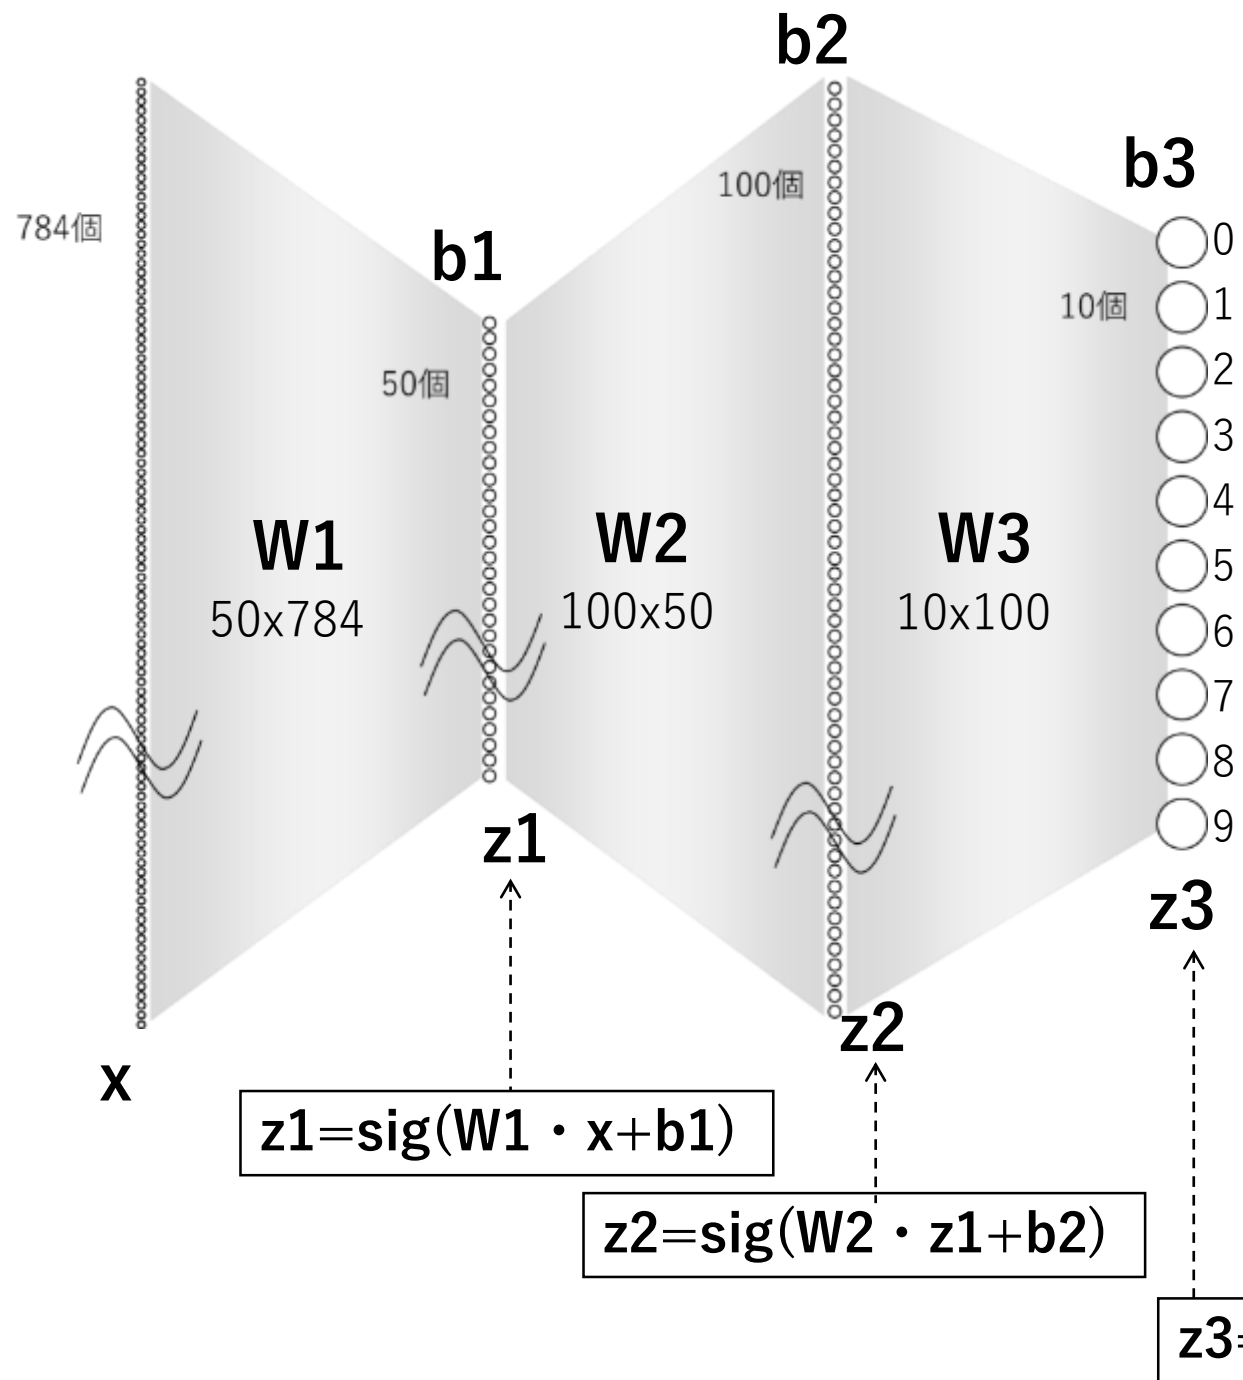 b2
b3
784個
100個
b1
0
10個
1
50個
2
3
4
W1
W2
W3
5
50x784
100x50
10x100
6
7
8
9
z1
z3
z2
x
z1=sig(W1・x+b1)
z2=sig(W2・z1+b2)
z3=